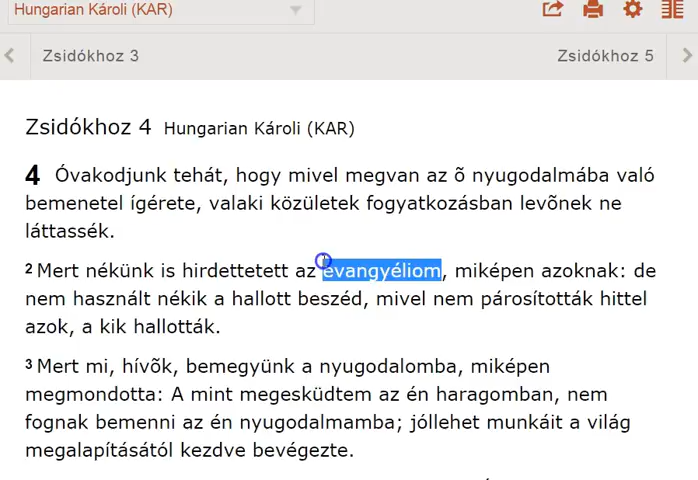 Hungarian Károli (KAR)
Zsidókhoz 3
Zsidókhoz 5
Zsidókhoz 4 Hungarian Károli (KAR)
4 Óvakodjunk tehát, hogy mivel megvan az õ nyugodalmába való
bemenetel ígérete, valaki közületek fogyatkozásban levõnek ne
láttassék.
2 Mert nékünk is hirdettetett az evangyéliom, miképen azoknak: de
nem használt nékik a hallott beszéd, mivel nem párosították hittel
azok, a kik hallották.
3 Mert mi, hívõk, bemegyünk a nyugodalomba, miképen
megmondotta: A mint megesküdtem az én haragomban, nem
fognak bemenni az én nyugodalmamba; jóllehet munkáit a világ
megalapításától kezdve bevégezte.